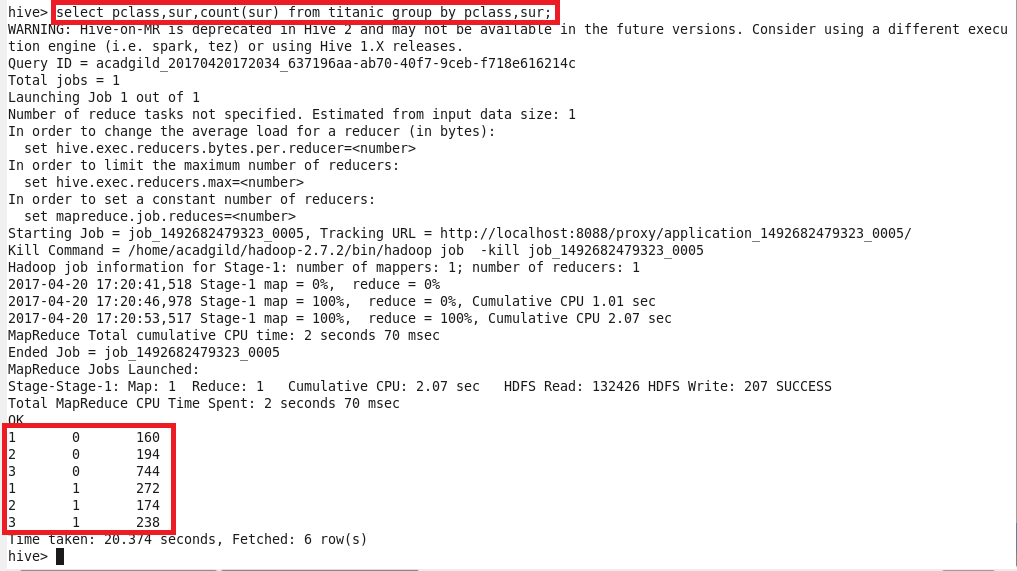 hive> select pclass,sur,count(sur) from titanic group by pclass,sur;
WARNING: Hive-on-MR is deprecated in Hive 2 and may not be available in the future versions. Consider using a different execu
tion engine (i.e. spark, tez) or using Hive 1.X releases.
Query ID = acadgild_20170420172034_637196aa-ab70-40f7-9ceb-f718e616214c
Total jobs = 1
Launching Job 1 out of 1
Number of reduce tasks not specified. Estimated from input data size: 1
In order to change the average load for a reducer (in bytes):
  set hive.exec.reducers.bytes.per.reducer=<number>
In order to limit the maximum number of reducers:
  set hive.exec.reducers.max=<number>
In order to set a constant number of reducers:
  set mapreduce.job.reduces=<number>
Starting Job = job_1492682479323_0005, Tracking URL = http://localhost:8088/proxy/application_1492682479323_0005/
Kill Command = /home/acadgild/hadoop-2.7.2/bin/hadoop job  -kill job_1492682479323_0005
Hadoop job information for Stage-1: number of mappers: 1; number of reducers: 1
2017-04-20 17:20:41,518 Stage-1 map = 0%,  reduce = 0%
2017-04-20 17:20:46,978 Stage-1 map = 100%,  reduce = 0%, Cumulative CPU 1.01 sec
2017-04-20 17:20:53,517 Stage-1 map = 100%,  reduce = 100%, Cumulative CPU 2.07 sec
MapReduce Total cumulative CPU time: 2 seconds 70 msec
Ended Job = job_1492682479323_0005
MapReduce Jobs Launched:
Stage-Stage-1: Map: 1  Reduce: 1   Cumulative CPU: 2.07 sec   HDFS Read: 132426 HDFS Write: 207 SUCCESS
Total MapReduce CPU Time Spent: 2 seconds 70 msec
OK
1	0	160
2	0	194
3	0	744
1	1	272
2	1	174
3	1	238
Time taken: 20.374 seconds, Fetched: 6 row(s)
hive>